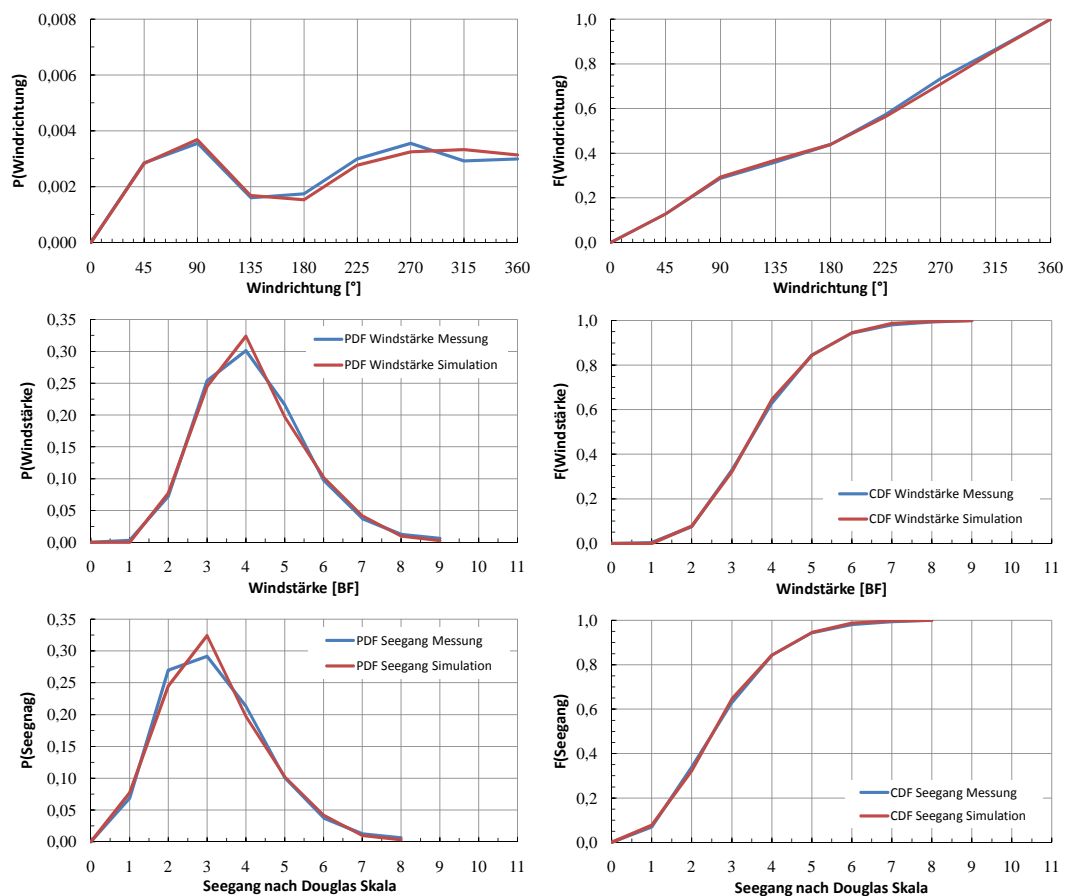 0,008
0,006
0,004
0,002
0,000
P(Windrichtung)
0 45 90 135 180 225 270 315 360
Windrichtung [°]
1,0
0,8
0,6
0,4
0,2
0,0
F(Windrichtung)
0 45 90 135 180 225 270 315 360
Windrichtung [°]
0,35
0,30
0,25
0,20
0,15
0,10
0,05
0,00
P(Windstärke)
PDF Windstärke Messung
PDF Windstärke Simulation
0 1 2 3 4 5 6 7 8 9 10 11
Windstärke [BF]
1,0
0,8
0,6
0,4
0,2
0,0
F(Windstärke)
CDF Windstärke Messung
CDF Windstärke Simulation
0 1 2 3 4 5 6 7 8 9 10 11
Windstärke [BF]
0,35
0,30
0,25
0,20
0,15
0,10
0,05
0,00
P(Seegnag)
PDF Seegang Messung
PDF Seegang Simulation
0 1 2 3 4 5 6 7 8 9 10 11
Seegang nach Douglas Skala
1,0
0,8
0,6
0,4
0,2
0,0
F(Seegang)
CDF Seegang Messung
CDF Seegang Simulation
0 1 2 3 4 5 6 7 8 9 10 11
Seegang nach Douglas Skala